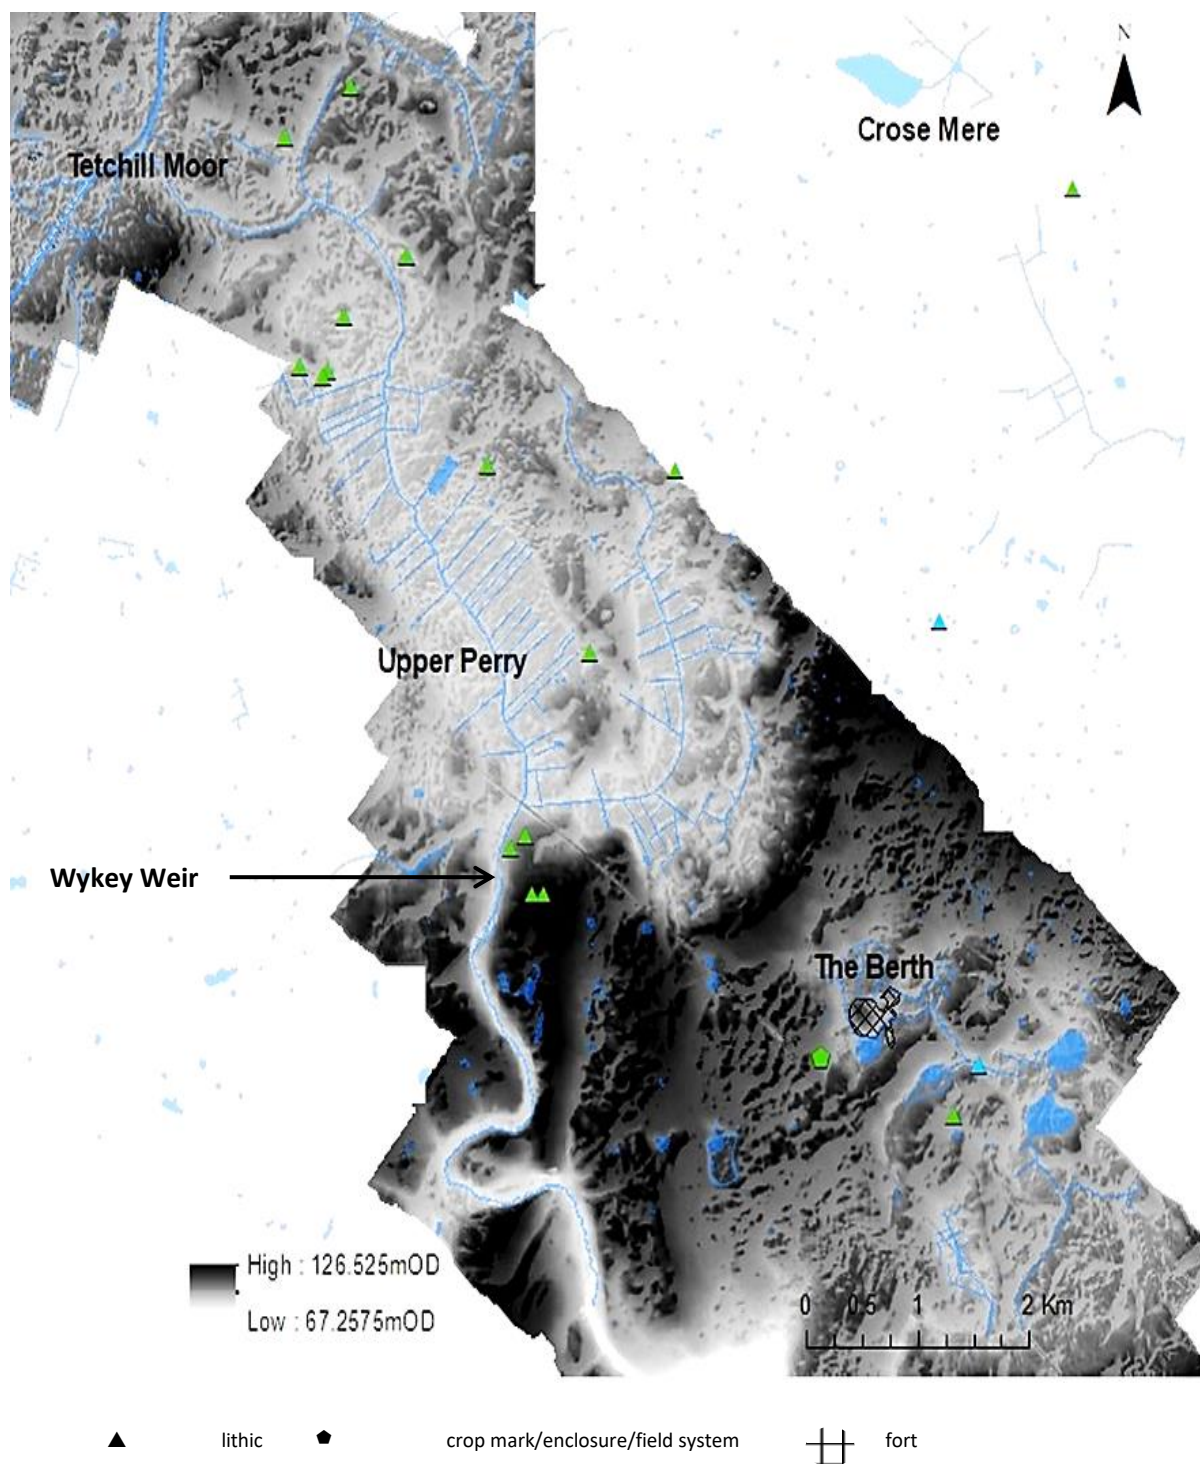 N
Crose Mere
Tetchill Moor
Upper Perry
Wykey Weir
The Berth
High : 126.525mOD
Low : 67.2575mOD
0 0.5 1 2 Km
lithic crop mark/enclosure/field system fort